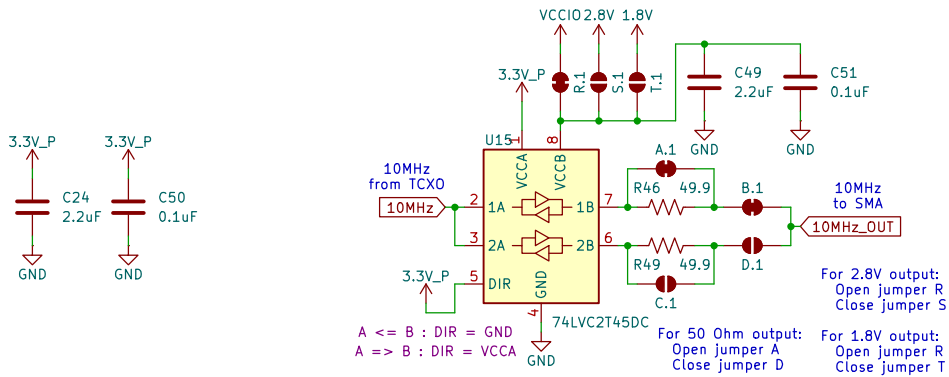 VCCIO 2.8V 1.8V
R.1
S.1
T.1
3.3V_P
C49
2.2uF
C51
0.1uF
GND
GND
3.3V_P
3.3V_P
C24
2.2uF
C50
0.1uF
GND
GND
U15
1
8
VCCA
VCCB
10MHz
from TCXO
10MHz
2
1A
1B
7
3
2A
2B
6
5
DIR
GND
4
3.3V_P
A.1
R46
49.9
B.1
R49
49.9
D.1
C.1
10MHz
to SMA
10MHz_OUT
74LVC2T45DC
GND
A <= B : DIR = GND
A => B : DIR = VCCA
For 50 Ohm output:
Open jumper A
Close jumper D
For 2.8V output:
Open jumper R
Close jumper S
For 1.8V output:
Open jumper R
Close jumper T